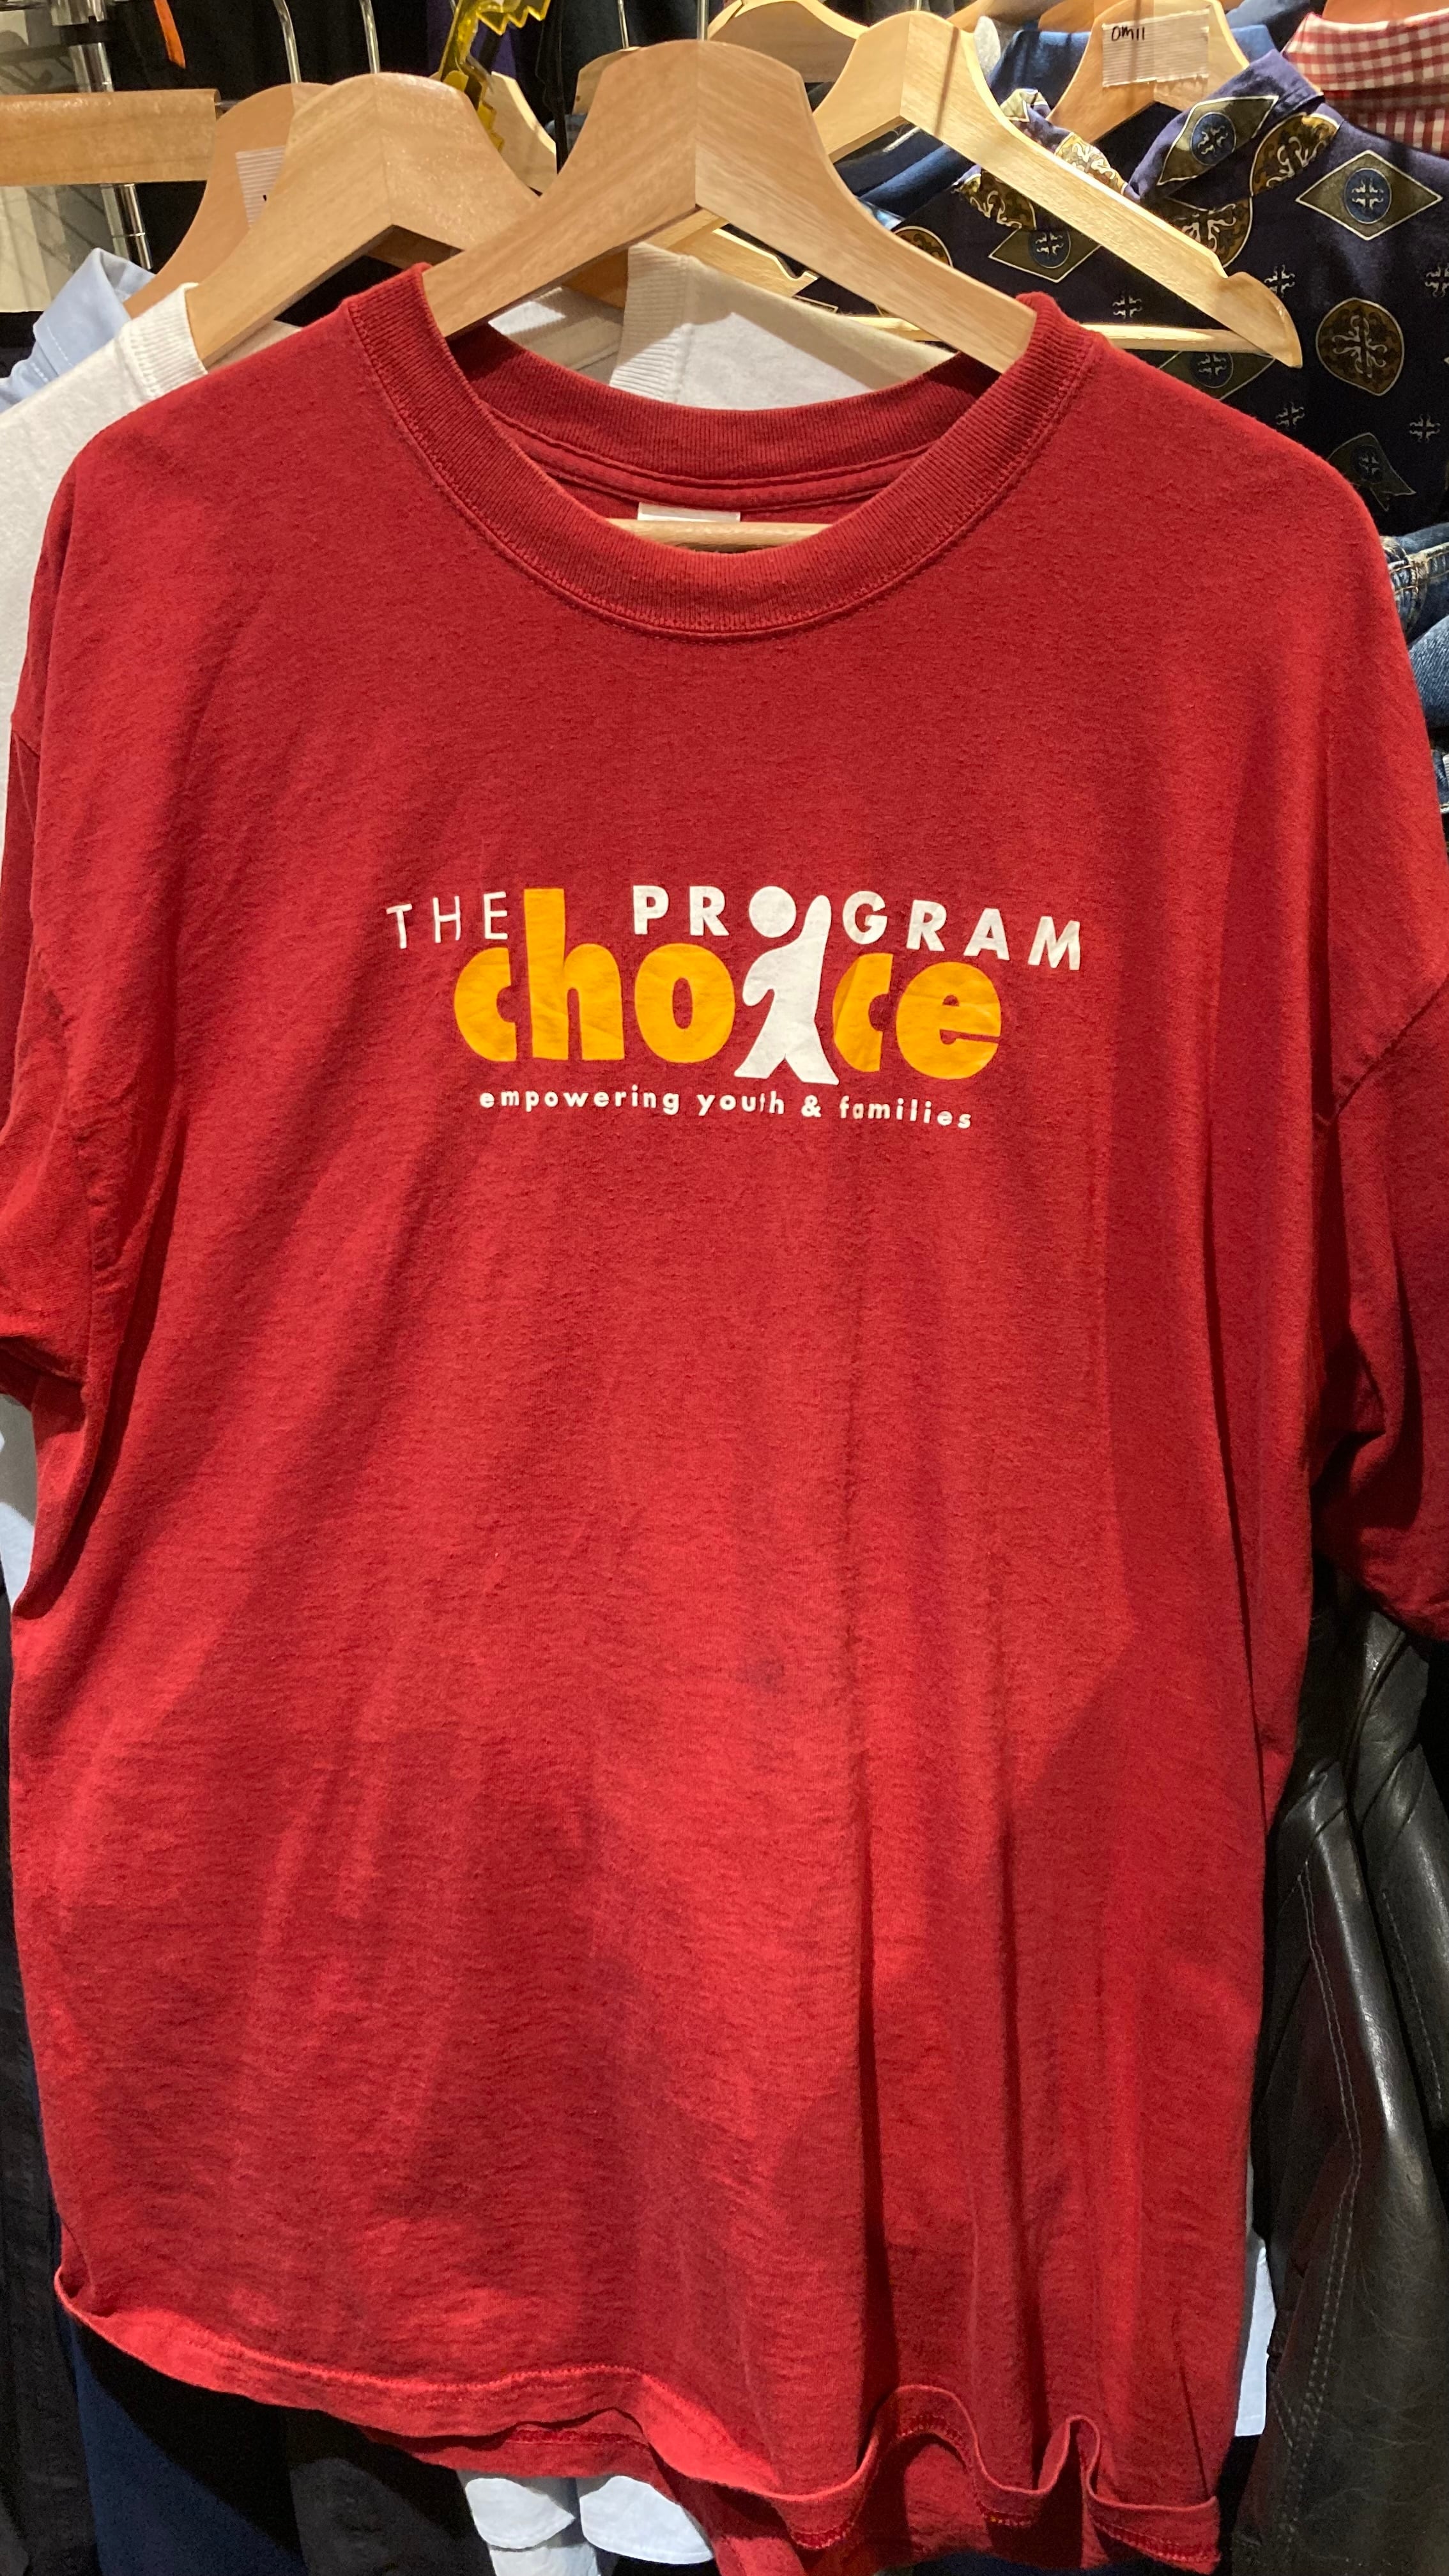 THE PROGRAM
choice
empowering youth & families